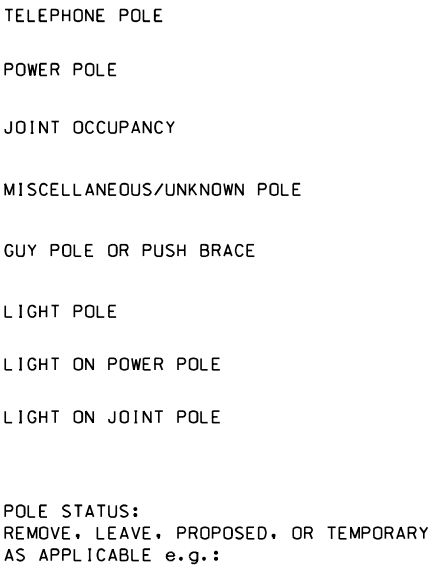 TELEPHONE POLE
POWER POLE
JOINT OCCUPANCY
MISCELLANEOUS/UNKNOWN POLE
GUY POLE OR PUSH BRACE
LIGHT POLE
LIGHT ON POWER POLE
LIGHT ON JOINT POLE
POLE STATUS:
REMOVE, LEAVE, PROPOSED, OR TEMPORARY
AS APPLICABLE e.g.: